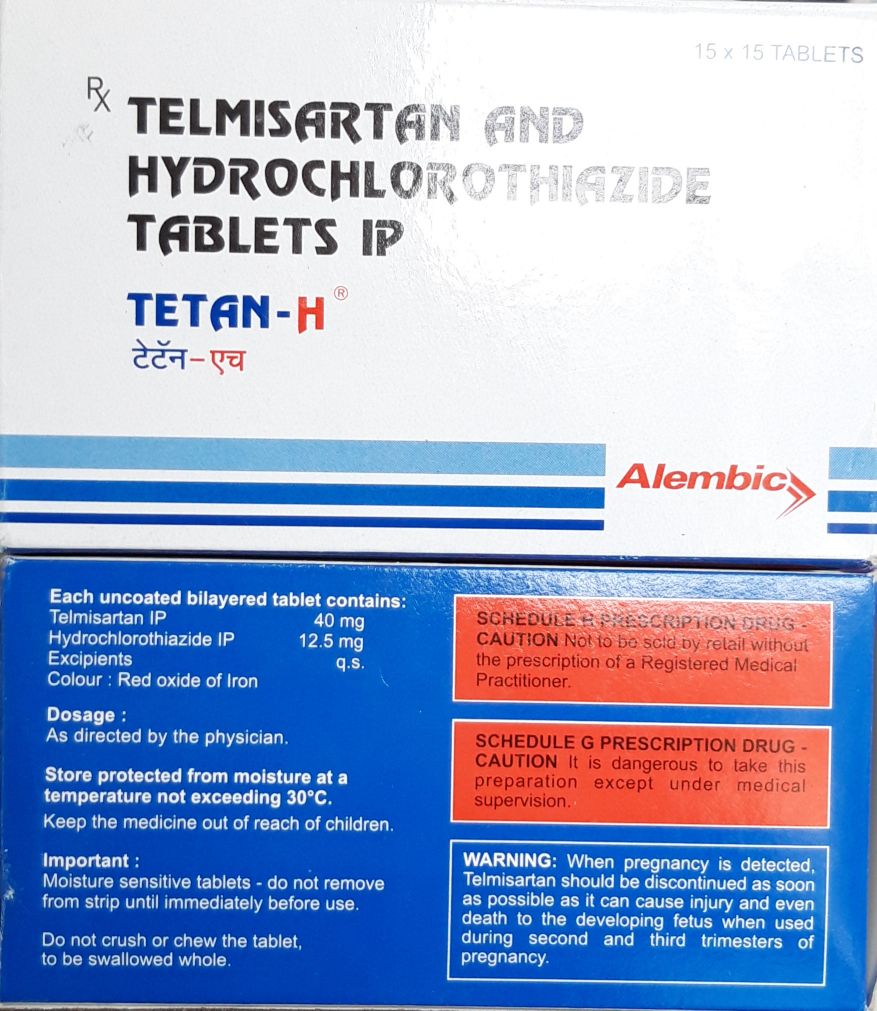 15 x 15 TABLETS
Rx
TELMISARTAN AND
HYDROCHLOROTHIAZIDE
TABLETS IP
TETAN-H®
टेटॅन-एच
Alembic
Each uncoated bilayered tablet contains:
Telmisartan IP 40 mg
Hydrochlorothiazide IP 12.5 mg
Excipients q.s.
Colour : Red oxide of Iron
Dosage :
As directed by the physician.
Store protected from moisture at a
temperature not exceeding 30°C.
Keep the medicine out of reach of children.
Important :
Moisture sensitive tablets - do not remove
from strip until immediately before use.
Do not crush or chew the tablet,
to be swallowed whole.
SCHEDULE H PRESCRIPTION DRUG -
CAUTION Not to be sold by retail without
the prescription of a Registered Medical
Practitioner.
SCHEDULE G PRESCRIPTION DRUG -
CAUTION It is dangerous to take this
preparation except under medical
supervision.
WARNING: When pregnancy is detected,
Telmisartan should be discontinued as soon
as possible as it can cause injury and even
death to the developing fetus when used
during second and third trimesters of
pregnancy.